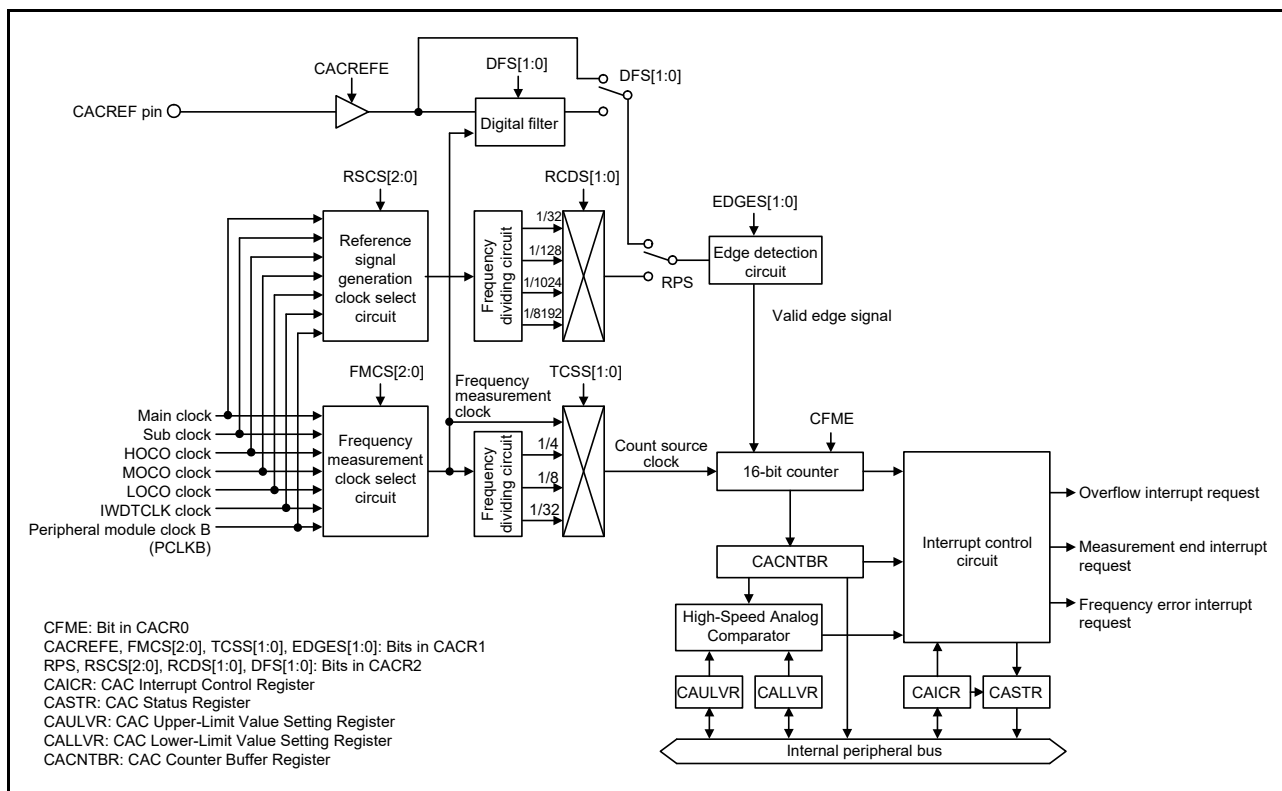 CACREFE
DFS[1:0]
DFS[1:0]
CACREF pin
Digital filter
RSCS[2:0]
RCDS[1:0]
EDGES[1:0]
Reference
signal
generation
clock select
circuit
Frequency
dividing circuit
1/32
1/128
1/1024
1/8192
RPS
Edge detection
circuit
Valid edge signal
FMCS[2:0]
Frequency
measurement
clock
TCSS[1:0]
CFME
Main clock
Sub clock
HOCO clock
MOCO clock
LOCO clock
IWDTCLK clock
Peripheral module clock B
(PCLKB)
Frequency
measurement
clock select
circuit
Frequency
dividing circuit
1/4
1/8
1/32
Count source
clock
16-bit counter
CACNTBR
High-Speed Analog
Comparator
Interrupt control
circuit
Overflow interrupt request
Measurement end interrupt
request
Frequency error interrupt
request
CAULVR
CALLVR
CAICR
CASTR
Internal peripheral bus
CFME: Bit in CACR0
CACREFE, FMCS[2:0], TCSS[1:0], EDGES[1:0]: Bits in CACR1
RPS, RSCS[2:0], RCDS[1:0], DFS[1:0]: Bits in CACR2
CAICR: CAC Interrupt Control Register
CASTR: CAC Status Register
CAULVR: CAC Upper-Limit Value Setting Register
CALLVR: CAC Lower-Limit Value Setting Register
CACNTBR: CAC Counter Buffer Register